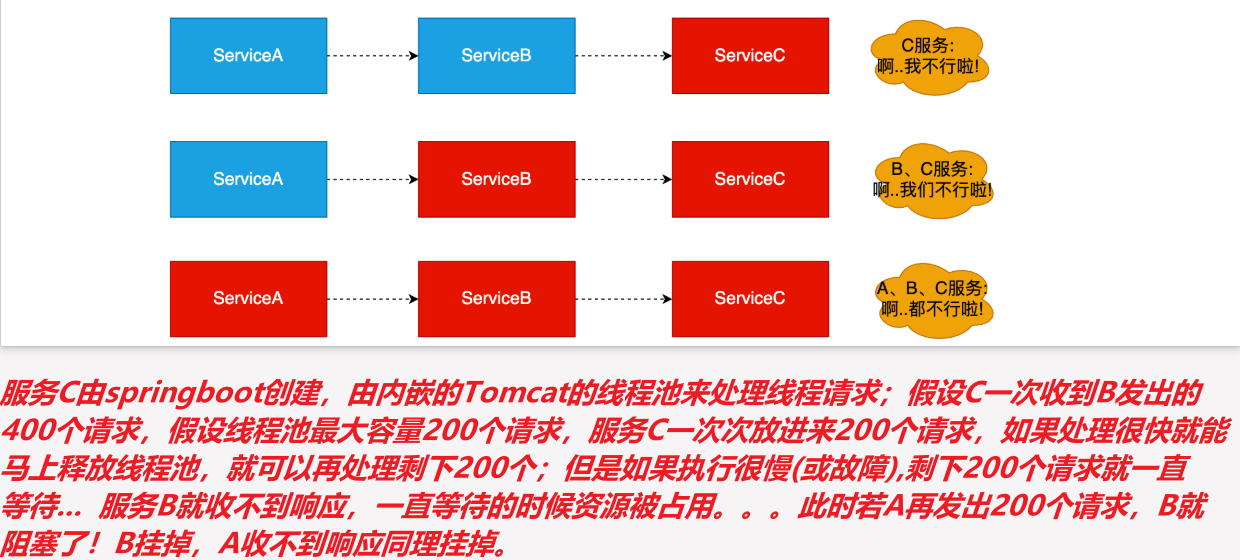 ServiceA
ServiceB
ServiceC
C服务:
啊..我不行啦!
ServiceA
ServiceB
ServiceC
B、C服务:
啊..我们不行啦!
ServiceA
ServiceB
ServiceC
A、B、C服务:
啊..都不行啦!
服务C由springboot创建，由内嵌的Tomcat的线程池来处理线程请求；假设C一次收到B发出的
400个请求，假设线程池最大容量200个请求，服务C一次次放进来200个请求，如果处理很快就能
马上释放线程池，就可以再处理剩下200个；但是如果执行很慢(或故障),剩下200个请求就一直
等待... 服务B就收不到响应，一直等待的时候资源被占用。。。此时若A再发出200个请求，B就
阻塞了！B挂掉，A收不到响应同理挂掉。